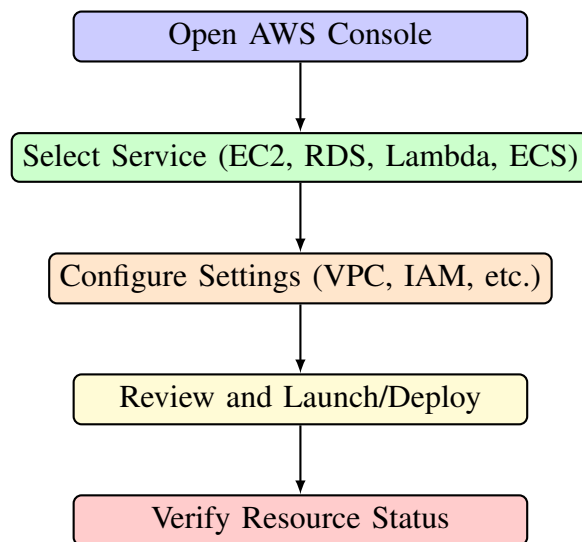 Open AWS Console
Select Service (EC2, RDS, Lambda, ECS)
Configure Settings (VPC, IAM, etc.)
Review and Launch/Deploy
Verify Resource Status